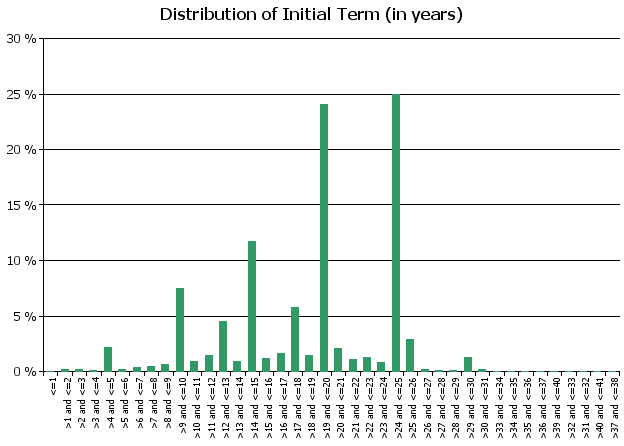 Distribution of Initial Term (in years)
30 %
25 %
20 %
15 %
10 %
5 %
0 %
<=1
>1 and <=2
>2 and <=3
>3 and <=4
>4 and <=5
>5 and <=6
>6 and <=7
>7 and <=8
>8 and <=9
>9 and <=10
>10 and <=11
>11 and <=12
>12 and <=13
>13 and <=14
>14 and <=15
>15 and <=16
>16 and <=17
>17 and <=18
>18 and <=19
>19 and <=20
>20 and <=21
>21 and <=22
>22 and <=23
>23 and <=24
>24 and <=25
>25 and <=26
>26 and <=27
>27 and <=28
>28 and <=29
>29 and <=30
>30 and <=31
>33 and <=34
>34 and <=35
>35 and <=36
>36 and <=37
>39 and <=40
>32 and <=33
>31 and <=32
>40 and <=41
>37 and <=38